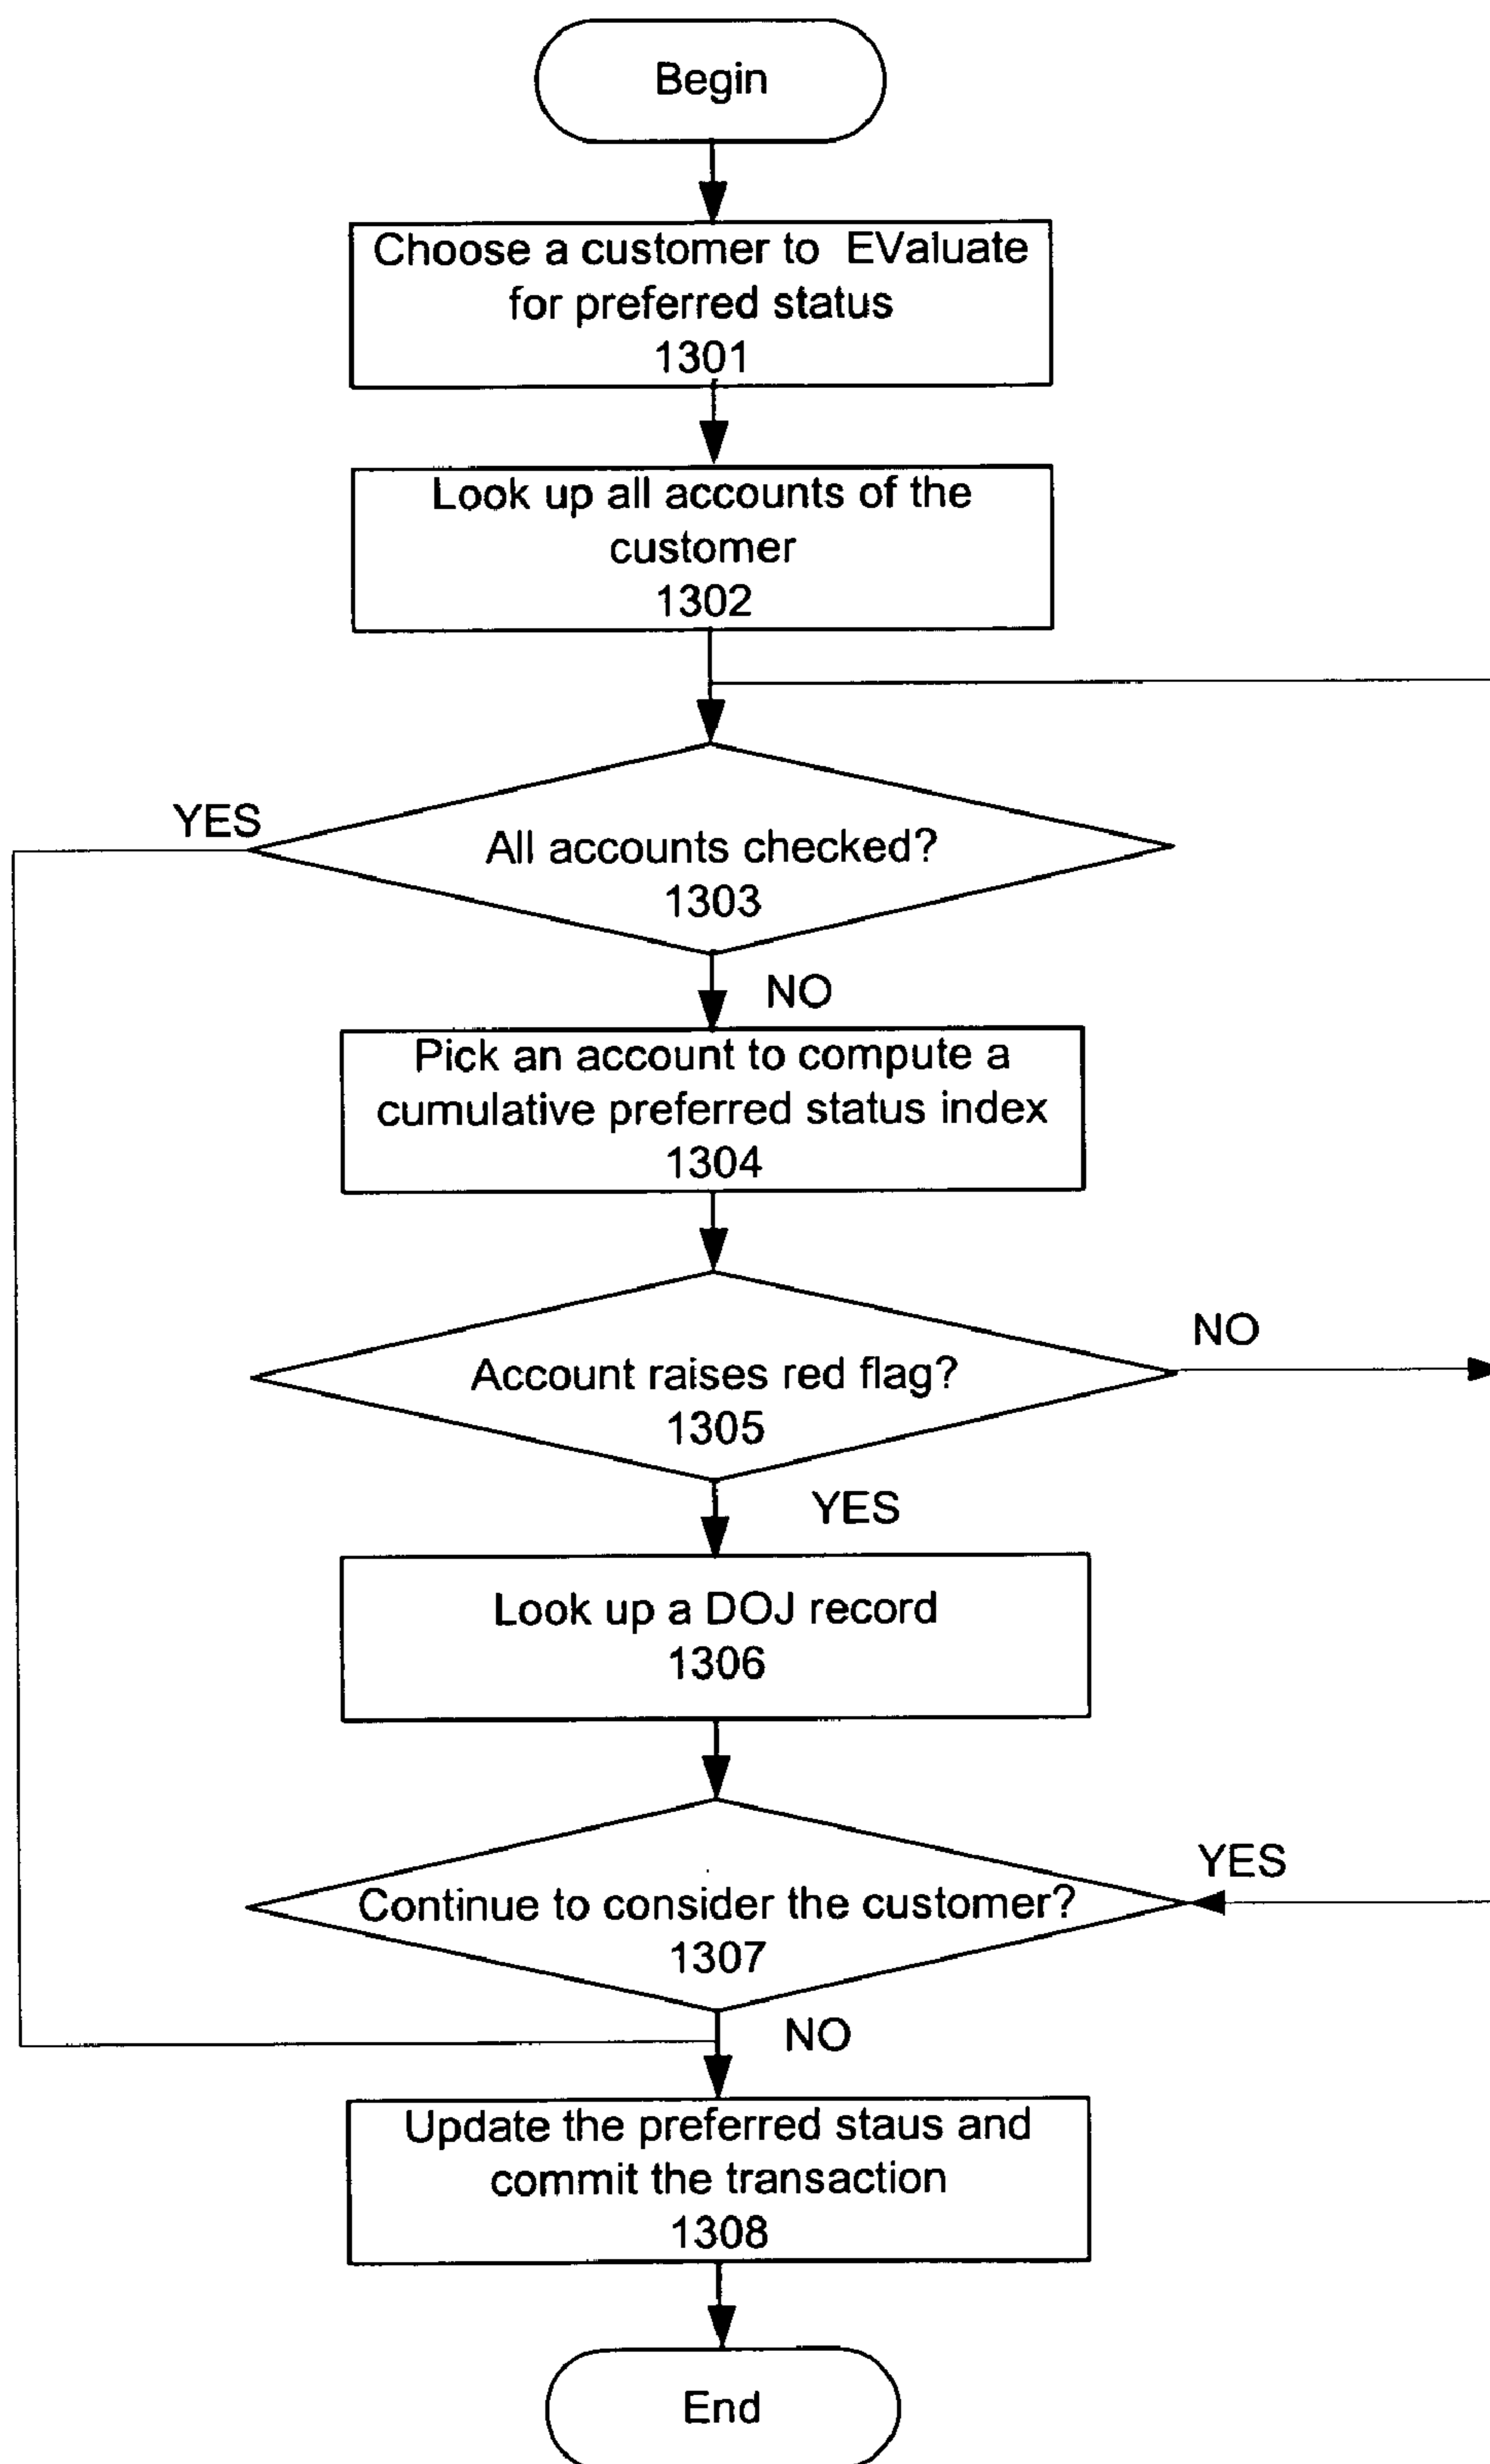 Begin
Choose a customer to EValuate
for preferred status
1301
Look up all accounts of the
customer
1302
YES
All accounts checked?
1303
NO
Pick an account to compute a
cumulative preferred status index
1304
NO
Account raises red flag?
1305
YES
Look up a DOJ record
1306
YES
Continue to consider the customer?
1307
NO
Update the preferred staus and
commit the transaction
1308
End